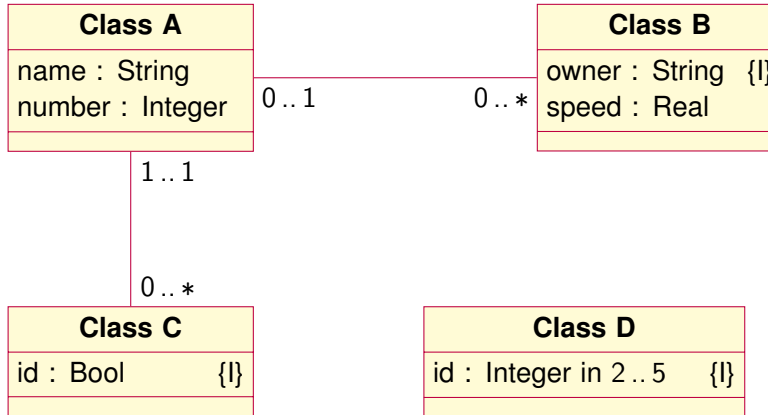 Class A
name : String
number : Integer
Class B
owner : String {I}
speed : Real
0 .. 1
0 .. *
1 .. 1
0 .. *
Class C
id : Bool {I}
Class D
id : Integer in 2 .. 5 {I}